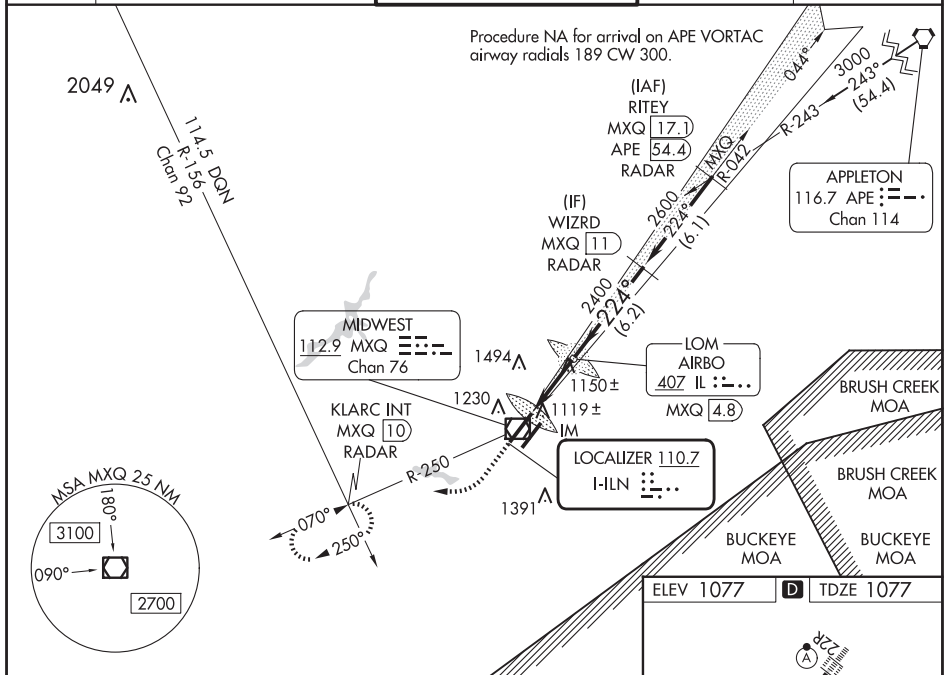 Procedure NA for arrival on APE VORTAC
airway radials 189 CW 300.
2049
114.5 DQN
R-156
Chan 92
(IAF)
RITEY
MXQ 17.1
APE 54.4
RADAR
044°
3000
243°
(54.4)
R-243
MXQ
R-042
APPLETON
116.7 APE
Chan 114
2600
224°
(6.1)
(IF)
WIZRD
MXQ 11
RADAR
2400
224°
(6.2)
MIDWEST
112.9 MXQ
Chan 76
1494
1150 ±
LOM
AIRBO
407 IL
MXQ 4.8
1230
1119 ±
IM
KLARC INT
MXQ 10
RADAR
R-250
LOCALIZER 110.7
I-ILN
1391
070°
250°
BRUSH CREEK
MOA
BRUSH CREEK
MOA
BUCKEYE
MOA
BUCKEYE
MOA
MSA MXQ 25 NM
180°
3100
090°
2700
ELEV 1077 D TDZE 1077
22R
A